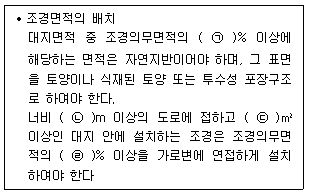 • 조경면적의 배치
대지면적 중 조경의무면적의 ( ㉠ )% 이상에
해당하는 면적은 자연지반이어야 하며, 그 표면
을 토양이나 식재된 토양 또는 투수성 포장구조
로 하여야 한다.
너비 ( ㉡ )m 이상의 도로에 접하고 ( ㉢ )㎡
이상인 대지 안에 설치하는 조경은 조경의무면
적의 ( ㉣ )% 이상을 가로변에 연접하게 설치
하여야 한다